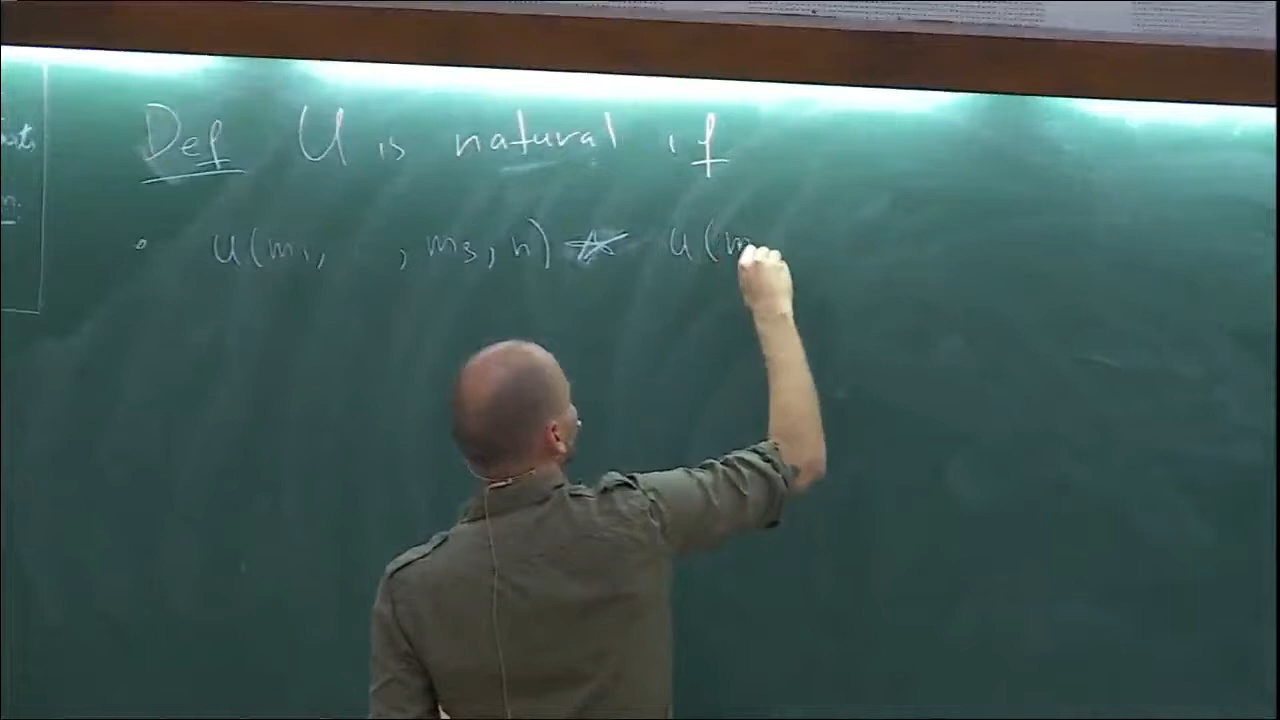 Def U is natural if
• u(m₁, , m₃, n) ☆ u(m